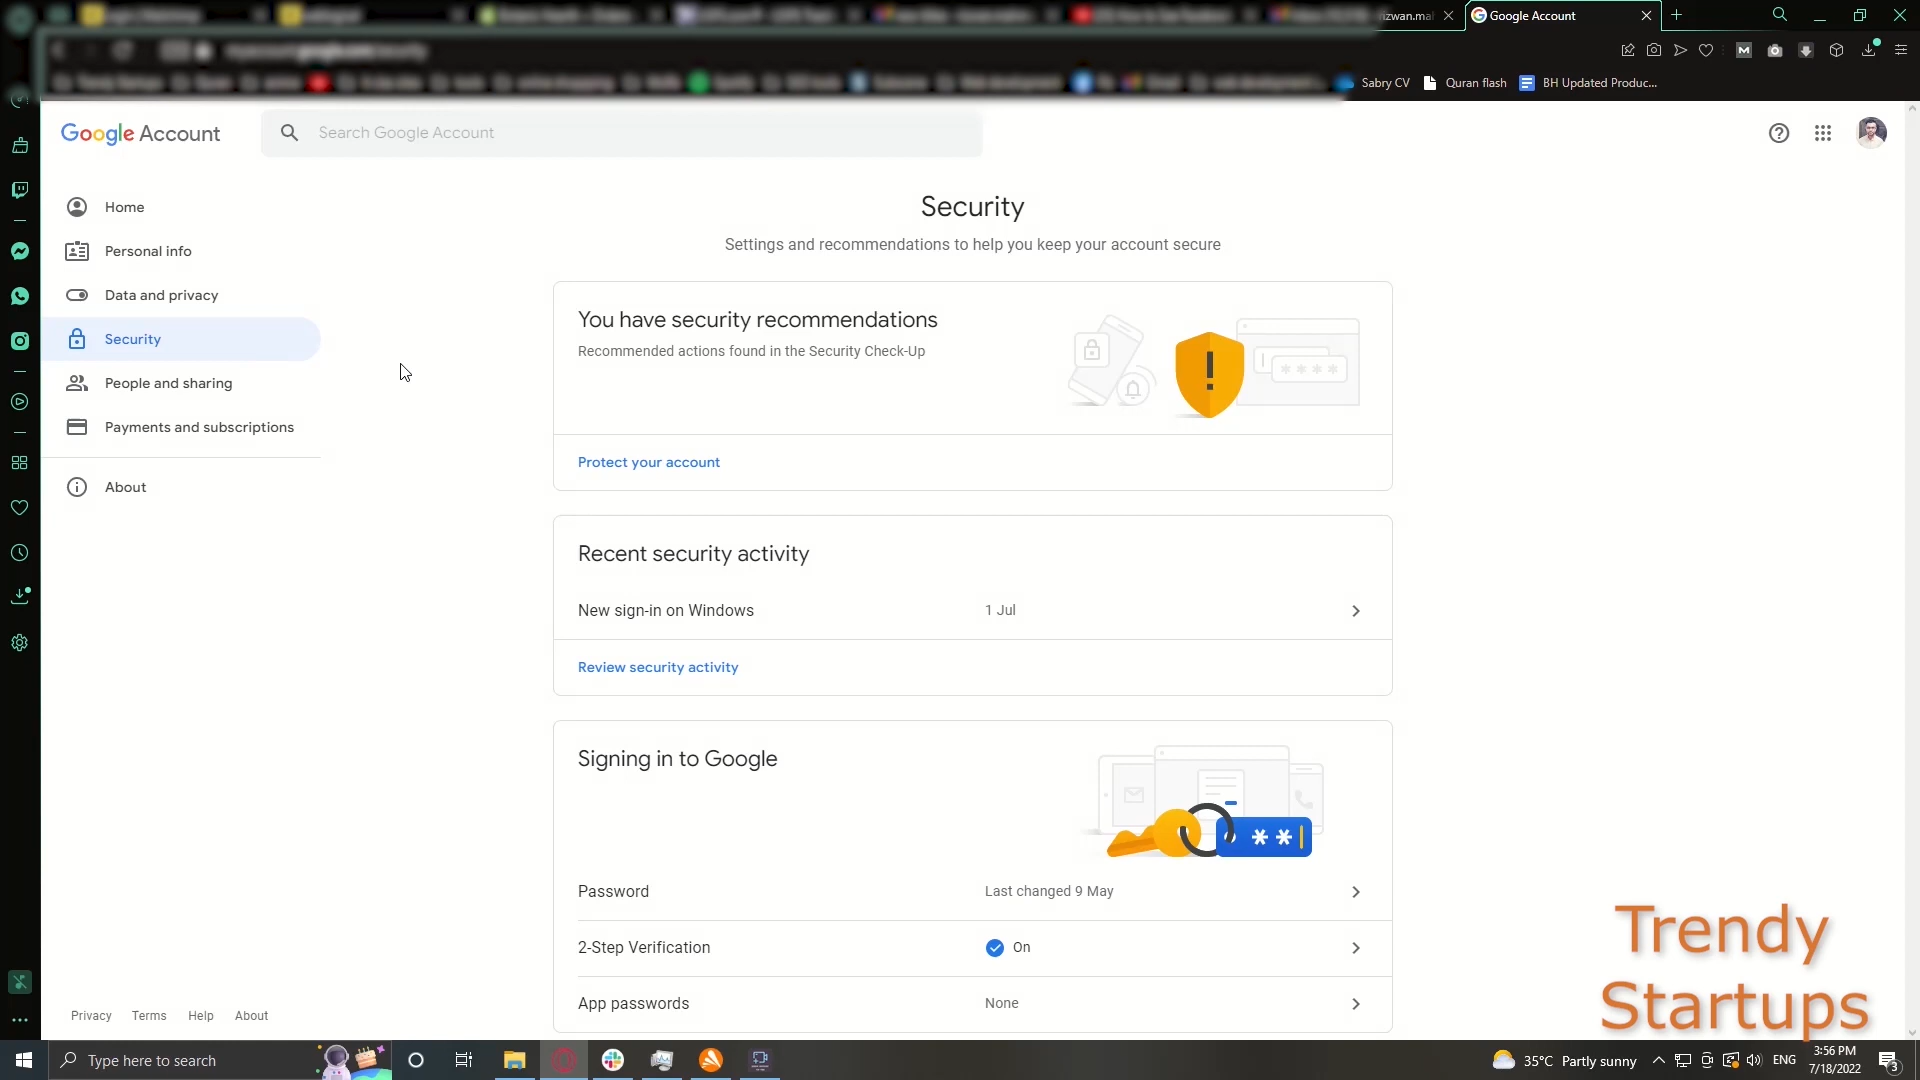 rizwan.mal
Google Account
Sabry CV
Quran flash
BH Updated Produc...
Google Account
Search Google Account
Home
Personal info
Data and privacy
Security
People and sharing
Payments and subscriptions
About
Security
Settings and recommendations to help you keep your account secure
You have security recommendations
Recommended actions found in the Security Check-Up
Protect your account
Recent security activity
New sign-in on Windows
1 Jul
Review security activity
Signing in to Google
Password
Last changed 9 May
2-Step Verification
On
App passwords
None
Privacy
Terms
Help
About
Trendy
Startups
Type here to search
35°C Partly sunny
ENG
3:56 PM
7/18/2022
3